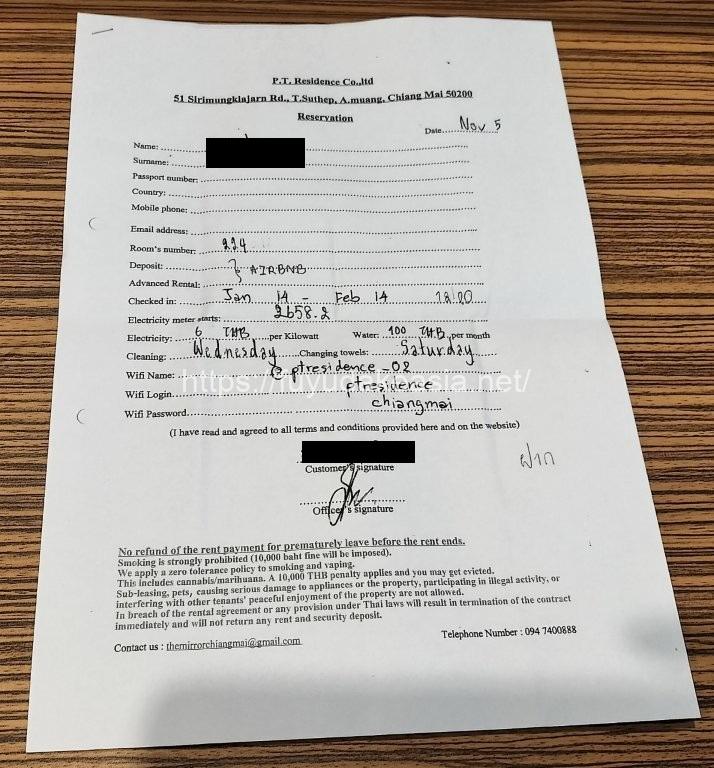 P.T. Residence Co.,ltd
51 Sirimungklajarn Rd., T.Suthep, A.muang, Chiang Mai 50200
Reservation
Date Nov 5
Name:
Surname:
Passport number:
Country:
Mobile phone:
Email address:
Room's number: 224
Deposit: } AIRBNB
Advanced Rental:
Checked in: Jan 14 - Feb 14
Electricity meter starts: 2658.2
Electricity: 6 THB per Kilowatt Water: 100 THB per month
Cleaning: Wednesday Changing towels: Saturday
Wifi Name: @ptresidence_02
Wifi Login ptresidence
Wifi Password chiangmai
(I have read and agreed to all terms and conditions provided here and on the website)
Customer's signature
ฝาก
Officer's signature
No refund of the rent payment for prematurely leave before the rent ends.
Smoking is strongly prohibited (10,000 baht fine will be imposed).
We apply a zero tolerance policy to smoking and vaping.
This includes cannabis/marihuana. A 10,000 THB penalty applies and you may get evicted.
Sub-leasing, pets, causing serious damage to appliances or the property, participating in illegal activity, or
interfering with other tenants' peaceful enjoyment of the property are not allowed.
In breach of the rental agreement or any provision under Thai laws will result in termination of the contract
immediately and will not return any rent and security deposit.
Contact us : themirrorchiangmai@gmail.com Telephone Number : 094 7400888